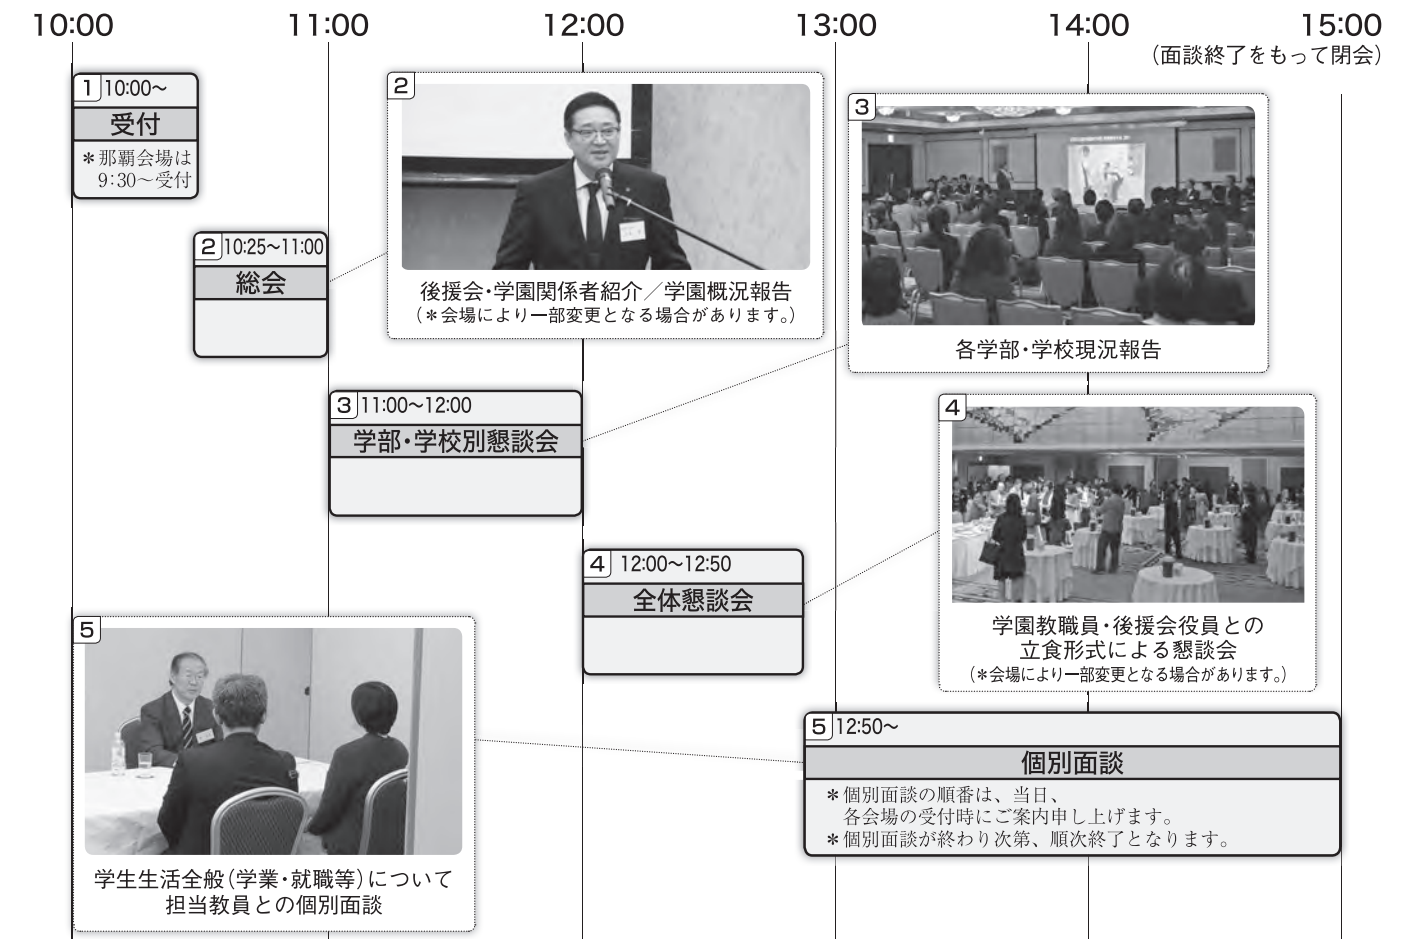 10:00
11:00
12:00
13:00
14:00
15:00
（面談終了をもって閉会）
1 10:00〜
受付
＊那覇会場は
9:30〜受付
2 10:25〜11:00
総会
2
後援会・学園関係者紹介／学園概況報告
（＊会場により一部変更となる場合があります。）
3 11:00〜12:00
学部・学校別懇談会
3
各学部・学校現況報告
4 12:00〜12:50
全体懇談会
4
学園教職員・後援会役員との
立食形式による懇談会
（＊会場により一部変更となる場合があります。）
5 12:50〜
個別面談
＊個別面談の順番は、当日、
各会場の受付時にご案内申し上げます。
＊個別面談が終わり次第、順次終了となります。
5
学生生活全般（学業・就職等）について
担当教員との個別面談